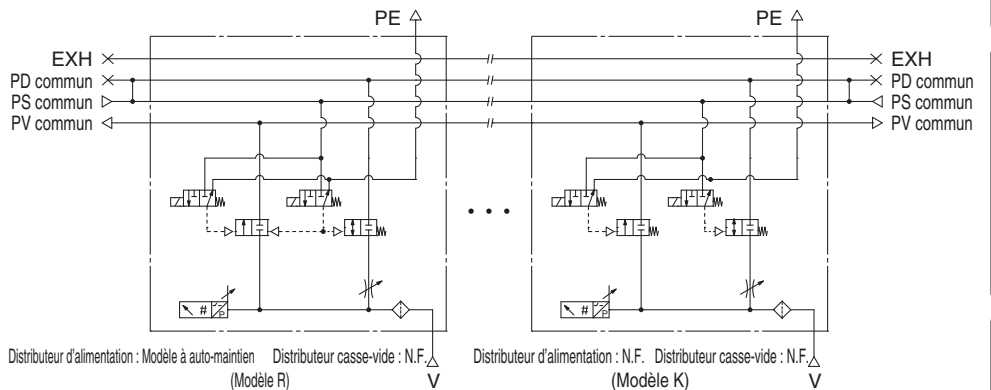 PE
PE
EXH
EXH
PD commun
PD commun
PS commun
PS commun
PV commun
PV commun
• • •
#
P
#
P
Distributeur d'alimentation : Modèle à auto-maintien Distributeur casse-vide : N.F.
(Modèle R)
V
Distributeur d'alimentation : N.F. Distributeur casse-vide : N.F.
(Modèle K)
V